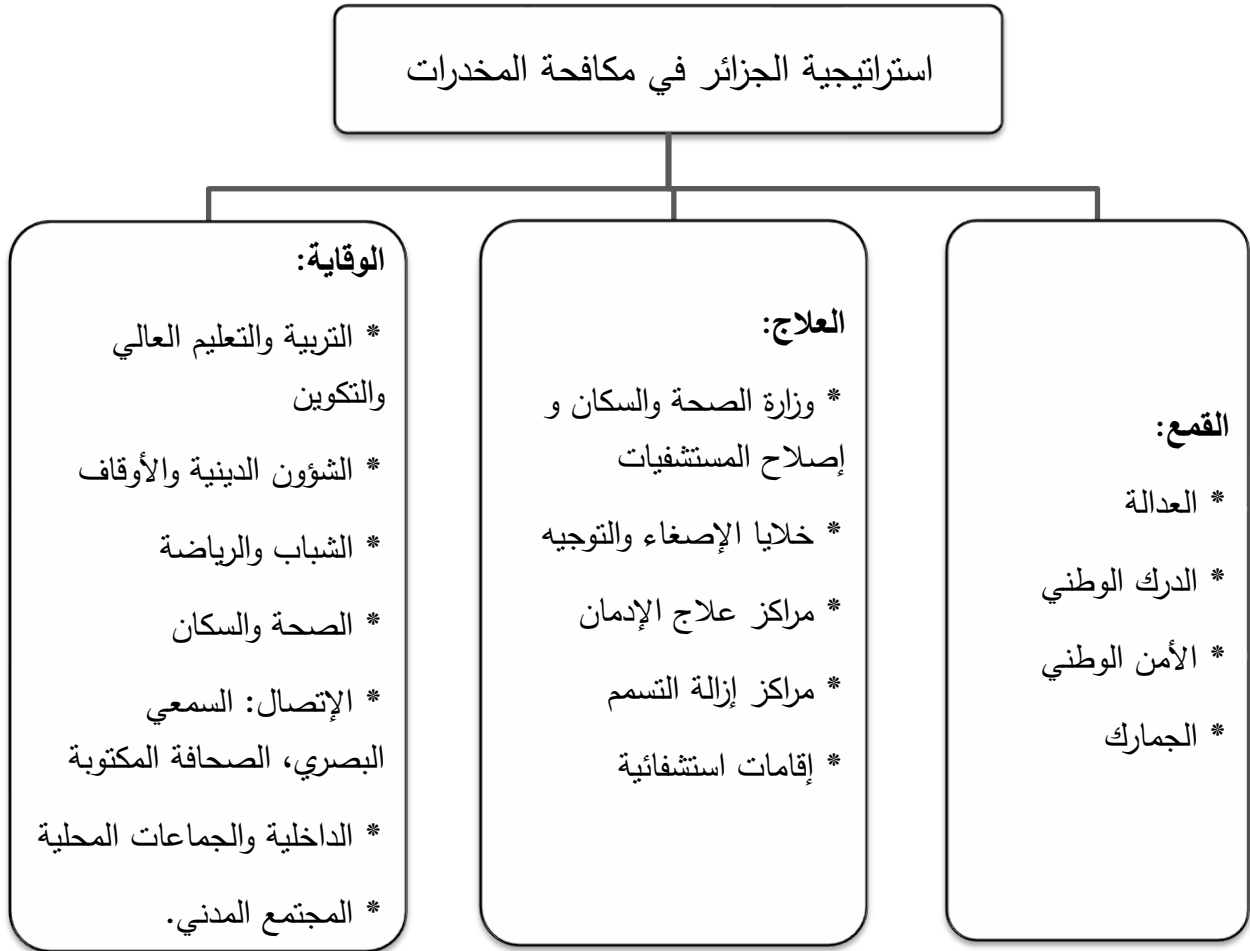 استراتيجية الجزائر في مكافحة المخدرات
القمع:
* العدالة
* الدرك الوطني
* الأمن الوطني
* الجمارك
العلاج:
* وزارة الصحة والسكان و
إصلاح المستشفيات
* خلايا الإصغاء والتوجيه
* مراكز علاج الإدمان
* مراكز إزالة التسمم
* إقامات استشفائية
الوقاية:
* التربية والتعليم العالي
والتكوين
* الشؤون الدينية والأوقاف
* الشباب والرياضة
* الصحة والسكان
* الإتصال: السمعي
البصري، الصحافة المكتوبة
* الداخلية والجماعات المحلية
* المجتمع المدني.